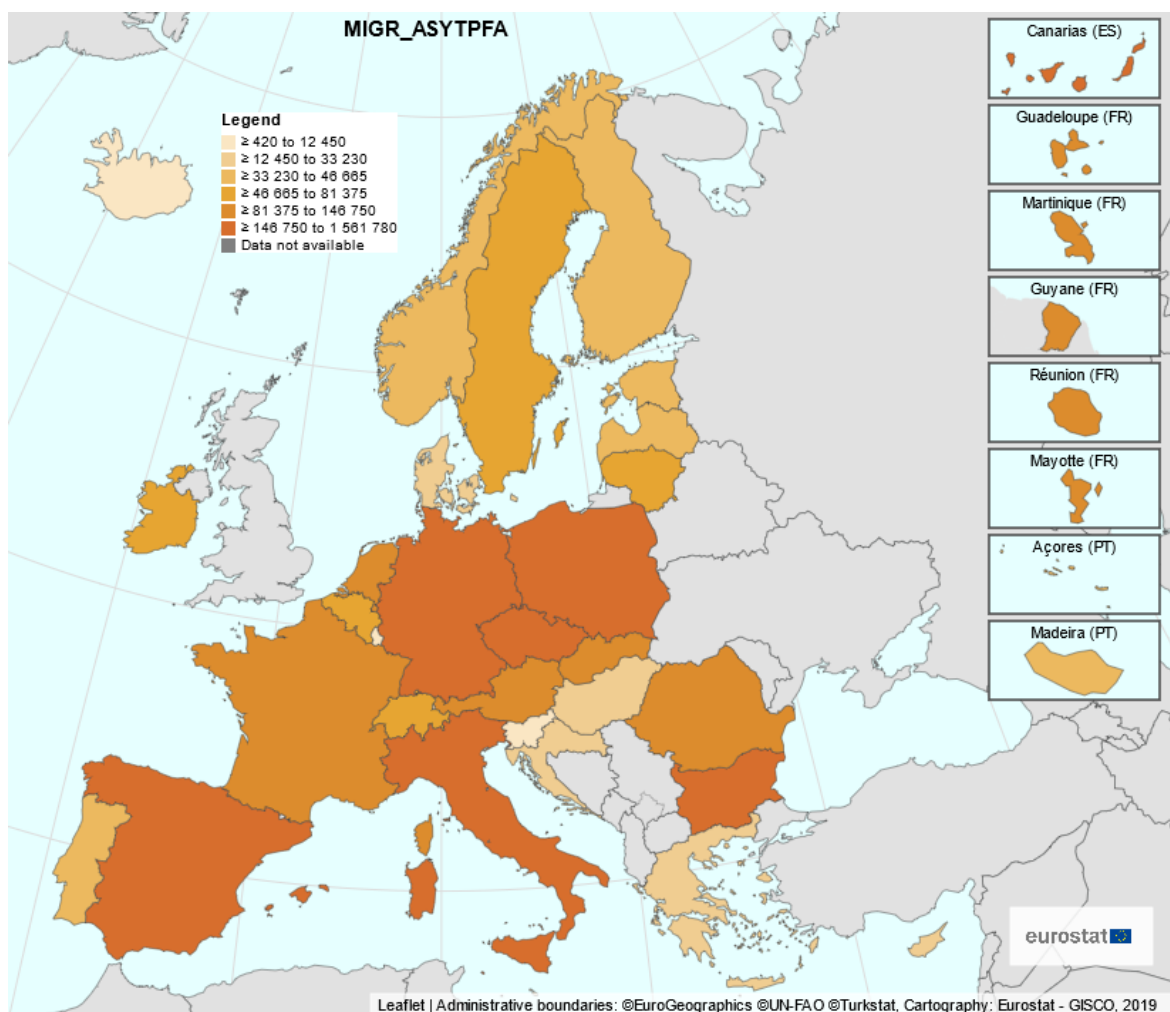 MIGR_ASYTPFA
Legend
≥ 420 to 12 450
≥ 12 450 to 33 230
≥ 33 230 to 46 665
≥ 46 665 to 81 375
≥ 81 375 to 146 750
≥ 146 750 to 1 561 780
Data not available
Canarias (ES)
Guadeloupe (FR)
Martinique (FR)
Guyane (FR)
Réunion (FR)
Mayotte (FR)
Açores (PT)
Madeira (PT)
eurostat
Leaflet | Administrative boundaries: ©EuroGeographics ©UN-FAO ©Turkstat, Cartography: Eurostat - GISCO, 2019